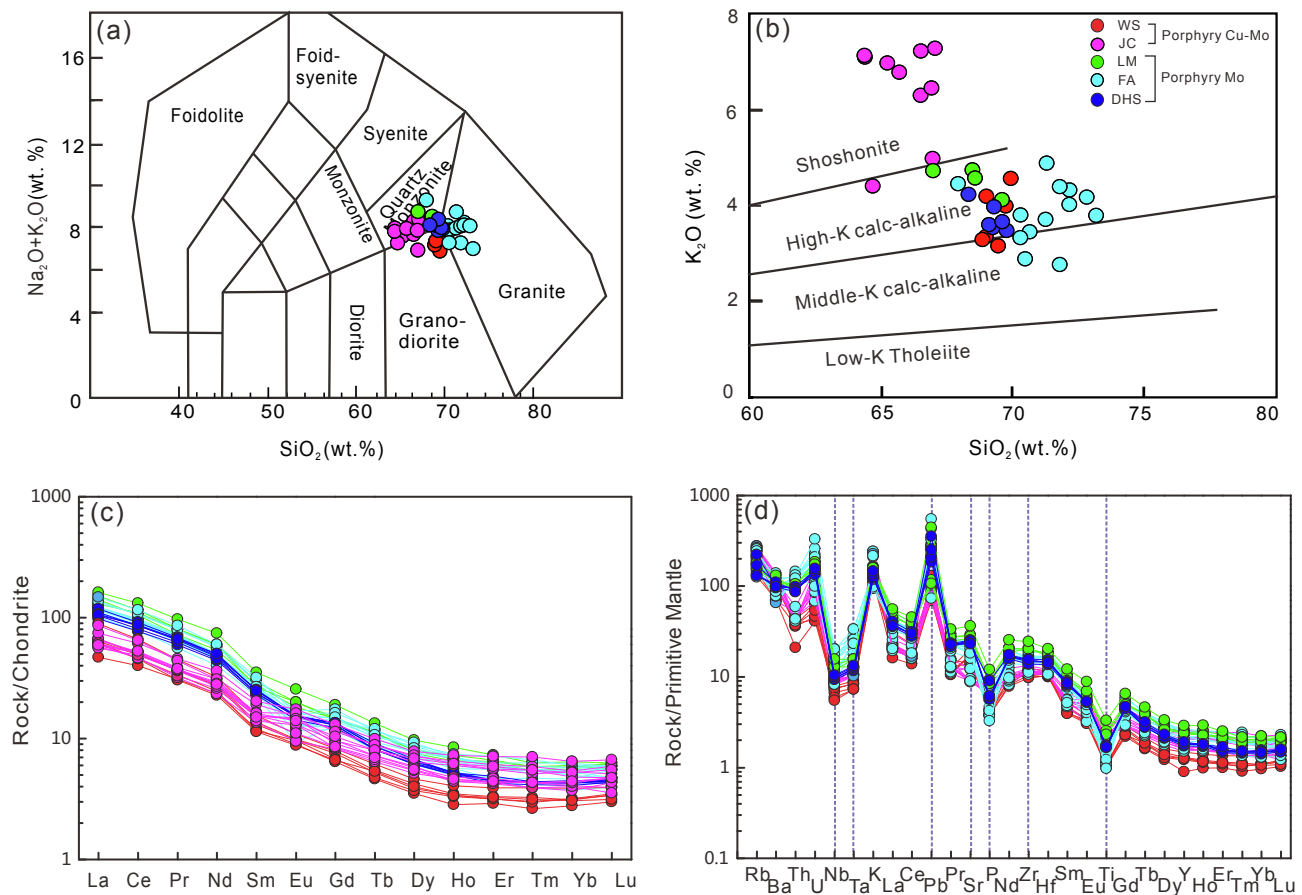 (a)
16
12
8
4
0
40
50
60
70
80
Na₂O+K₂O(wt. %)
SiO₂(wt.%)
Foidolite
Foid-
syenite
Syenite
Monzonite
Quartz
Monzonite
Diorite
Grano-
diorite
Granite
(b)
8
6
4
2
0
60
65
70
75
80
K₂O (wt. %)
SiO₂(wt.%)
WS
JC
Porphyry Cu-Mo
LM
FA
DHS
Porphyry Mo
Shoshonite
High-K calc-alkaline
Middle-K calc-alkaline
Low-K Tholeiite
(c)
1000
100
10
1
Rock/Chondrite
La Ce Pr Nd Sm Eu Gd Tb Dy Ho Er Tm Yb Lu
(d)
1000
100
10
1
0.1
Rock/Primitive Mantle
Rb Ba Th U Nb Ta K La Ce Pb Pr Sr P Nd Zr Hf Sm Eu Ti Gd Tb Dy Y Ho Er Tm Yb Lu